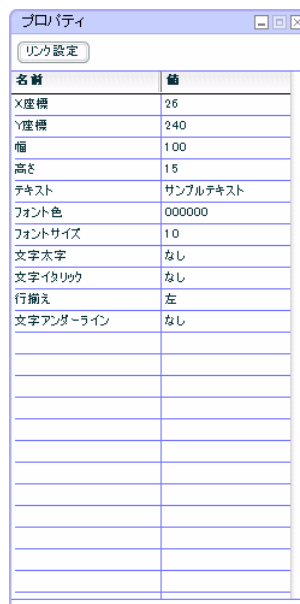 プロパティ
リンク設定
名前 値
X座標 26
Y座標 240
幅 100
高さ 15
テキスト サンプルテキスト
フォント色 000000
フォントサイズ 10
文字太字 なし
文字イタリック なし
行揃え 左
文字アンダーライン なし